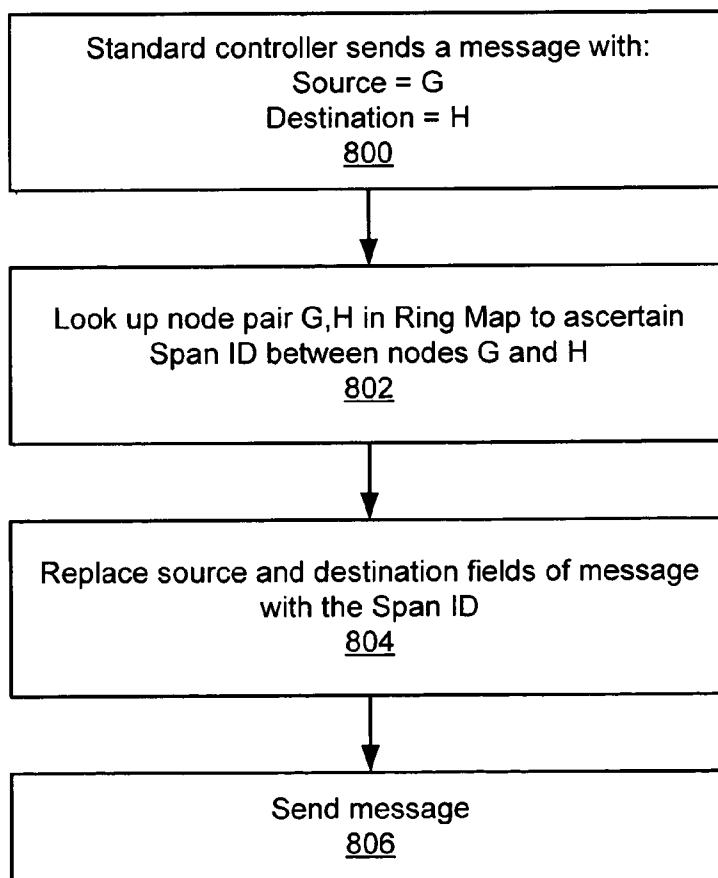 Standard controller sends a message with:
Source = G
Destination = H
800
Look up node pair G,H in Ring Map to ascertain
Span ID between nodes G and H
802
Replace source and destination fields of message
with the Span ID
804
Send message
806